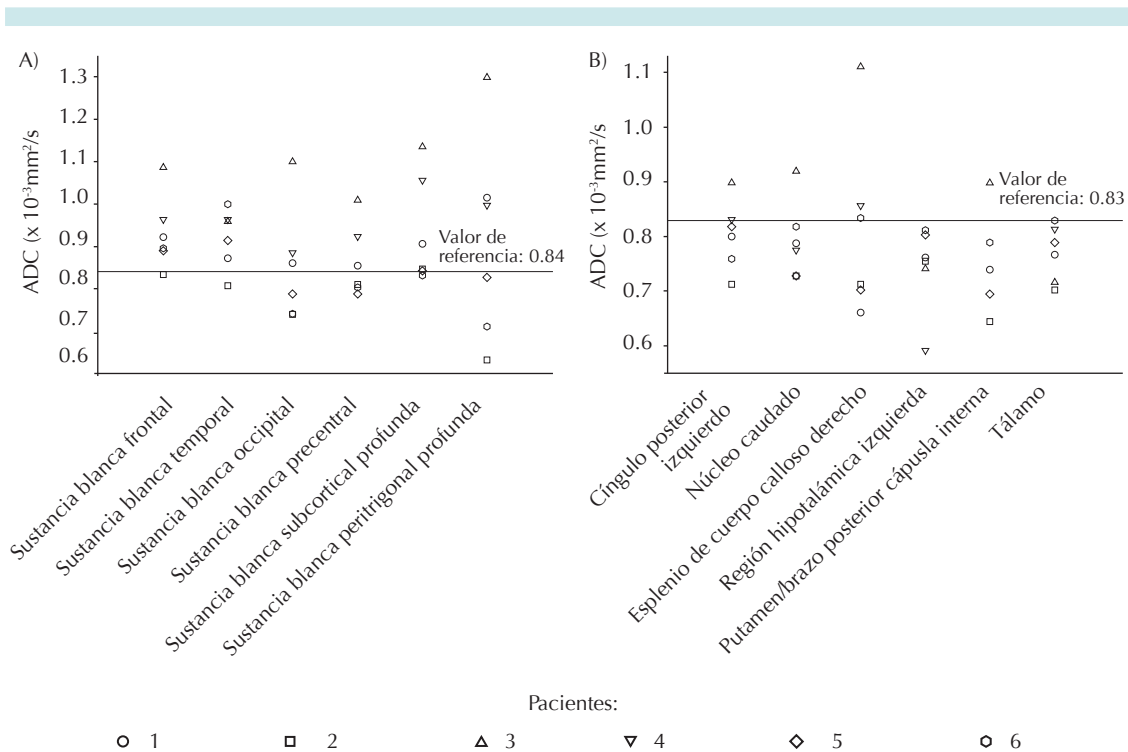 A)
ADC (x 10⁻³mm²/s
1.3
1.2
1.1
1.0
0.9
0.8
0.7
0.6
Valor de
referencia: 0.84
Sustancia blanca frontal
Sustancia blanca temporal
Sustancia blanca occipital
Sustancia blanca precentral
Sustancia blanca subcortical profunda
Sustancia blanca peritrigonal profunda
B)
ADC (x 10⁻³mm²/s
1.1
1.0
0.9
0.8
0.7
0.6
Valor de
referencia: 0.83
Cíngulo posterior
izquierdo
Núcleo caudado
Esplenio de cuerpo calloso derecho
Región hipotalámica izquierda
Putamen/brazo posterior cápusla interna
Tálamo
Pacientes:
1 2 3 4 5 6